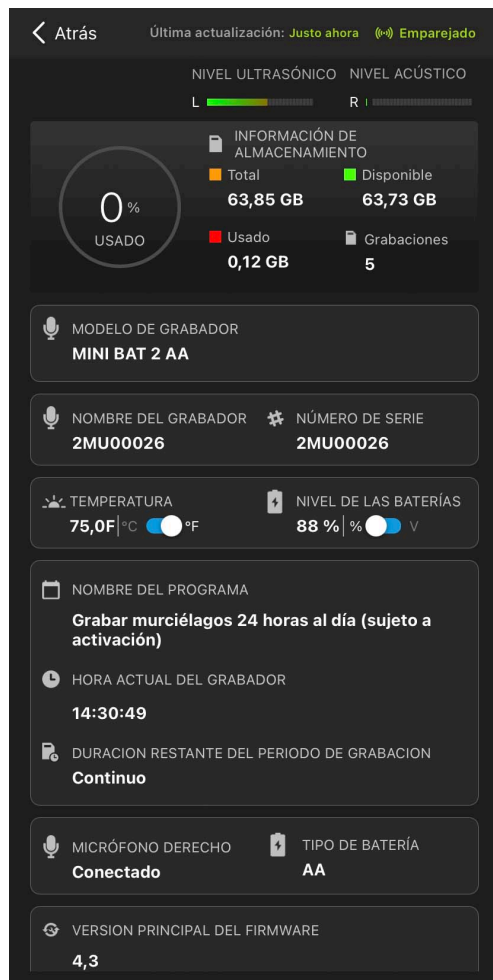 Atrás
Última actualización: Justo ahora
Emparejado
NIVEL ULTRASÓNICO NIVEL ACÚSTICO
L R
INFORMACIÓN DE
ALMACENAMIENTO
Total Disponible
63,85 GB 63,73 GB
0 %
USADO
Usado Grabaciones
0,12 GB 5
MODELO DE GRABADOR
MINI BAT 2 AA
NOMBRE DEL GRABADOR NÚMERO DE SERIE
2MU00026 2MU00026
TEMPERATURA NIVEL DE LAS BATERÍAS
75,0F ºC ºF 88 % % V
NOMBRE DEL PROGRAMA
Grabar murciélagos 24 horas al día (sujeto a
activación)
HORA ACTUAL DEL GRABADOR
14:30:49
DURACION RESTANTE DEL PERIODO DE GRABACION
Continuo
MICRÓFONO DERECHO TIPO DE BATERÍA
Conectado AA
VERSION PRINCIPAL DEL FIRMWARE
4,3